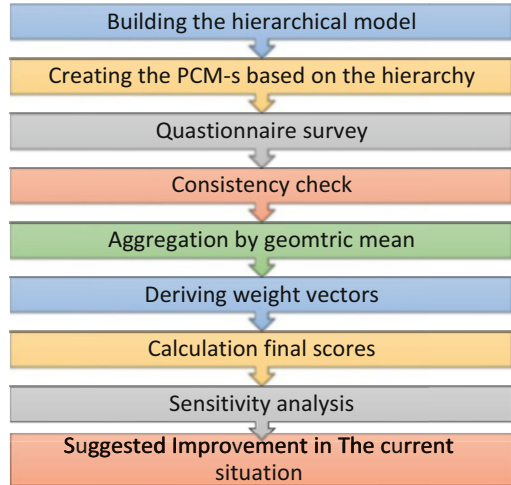 Building the hierarchical model
Creating the PCM-s based on the hierarchy
Quastionnaire survey
Consistency check
Aggregation by geomtric mean
Deriving weight vectors
Calculation final scores
Sensitivity analysis
Suggested Improvement in The current
situation